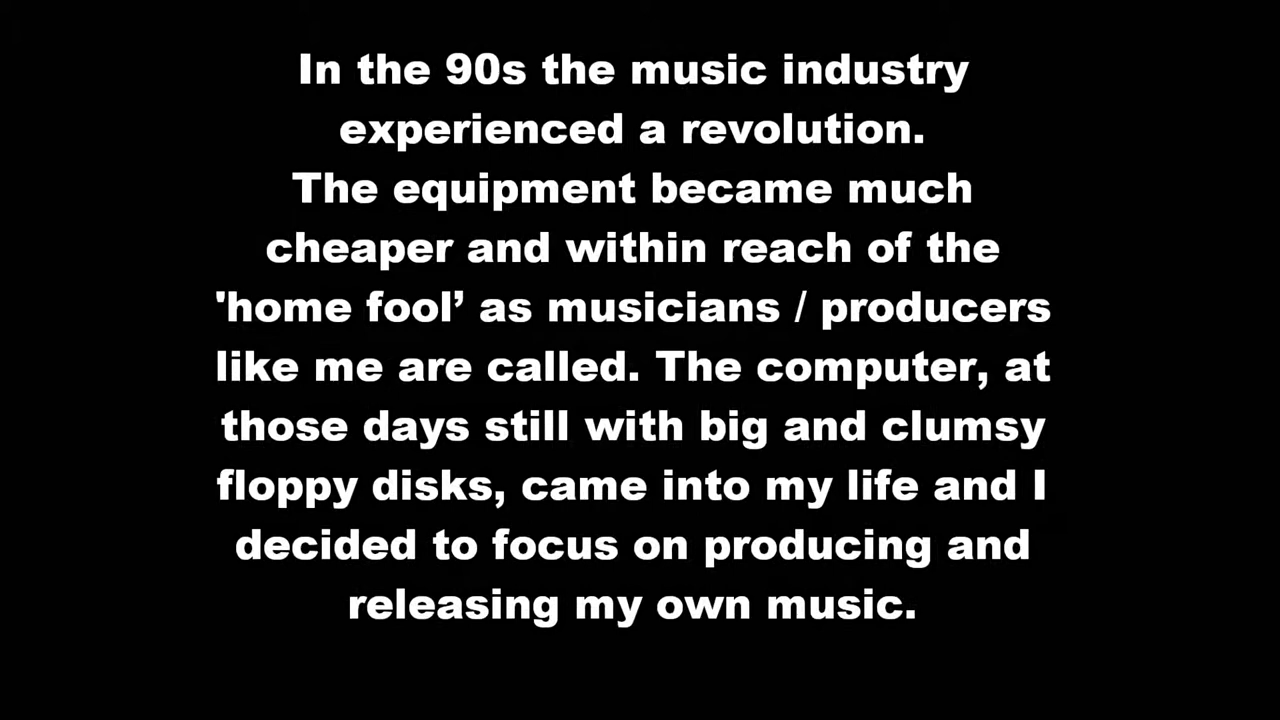 In the 90s the music industry
experienced a revolution.
The equipment became much
cheaper and within reach of the
'home fool’ as musicians / producers
like me are called. The computer, at
those days still with big and clumsy
floppy disks, came into my life and I
decided to focus on producing and
releasing my own music.